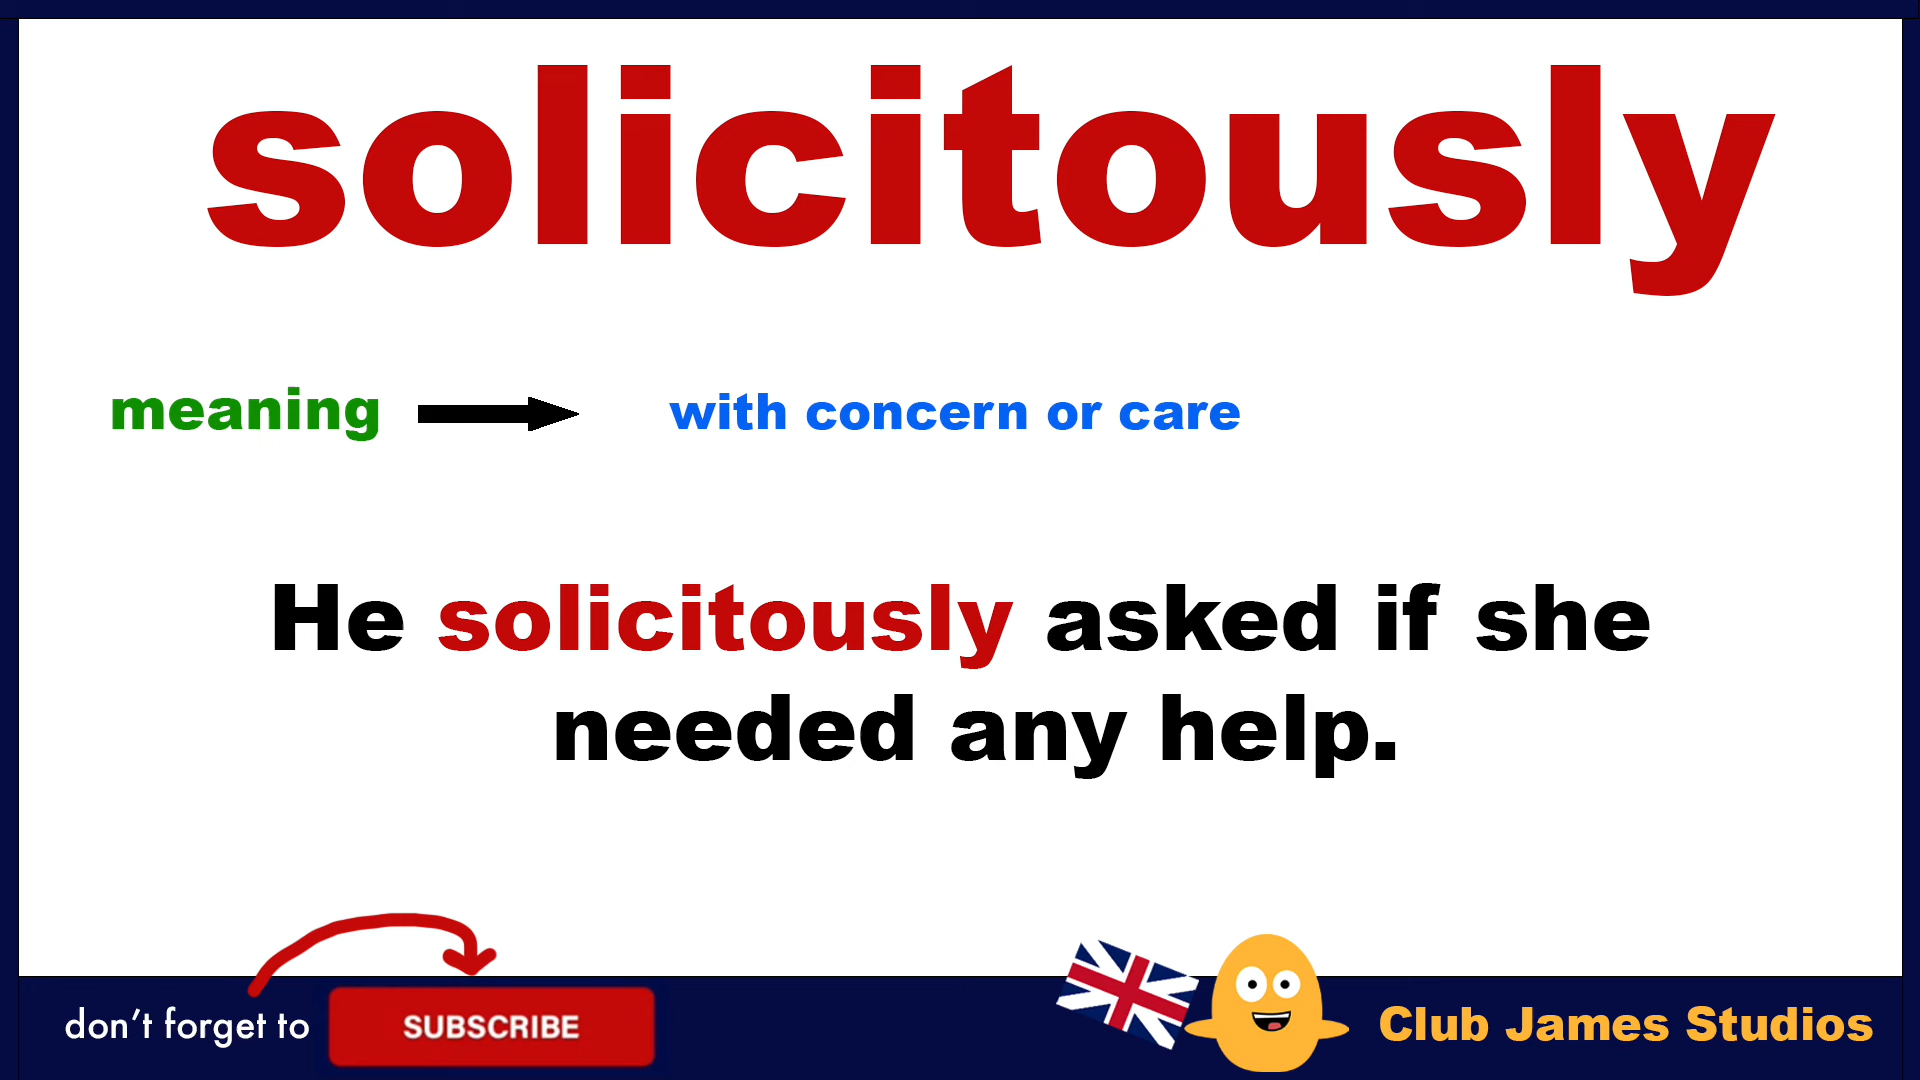 solicitously
meaning
with concern or care
He solicitously asked if she
needed any help.
don't forget to
SUBSCRIBE
Club James Studios